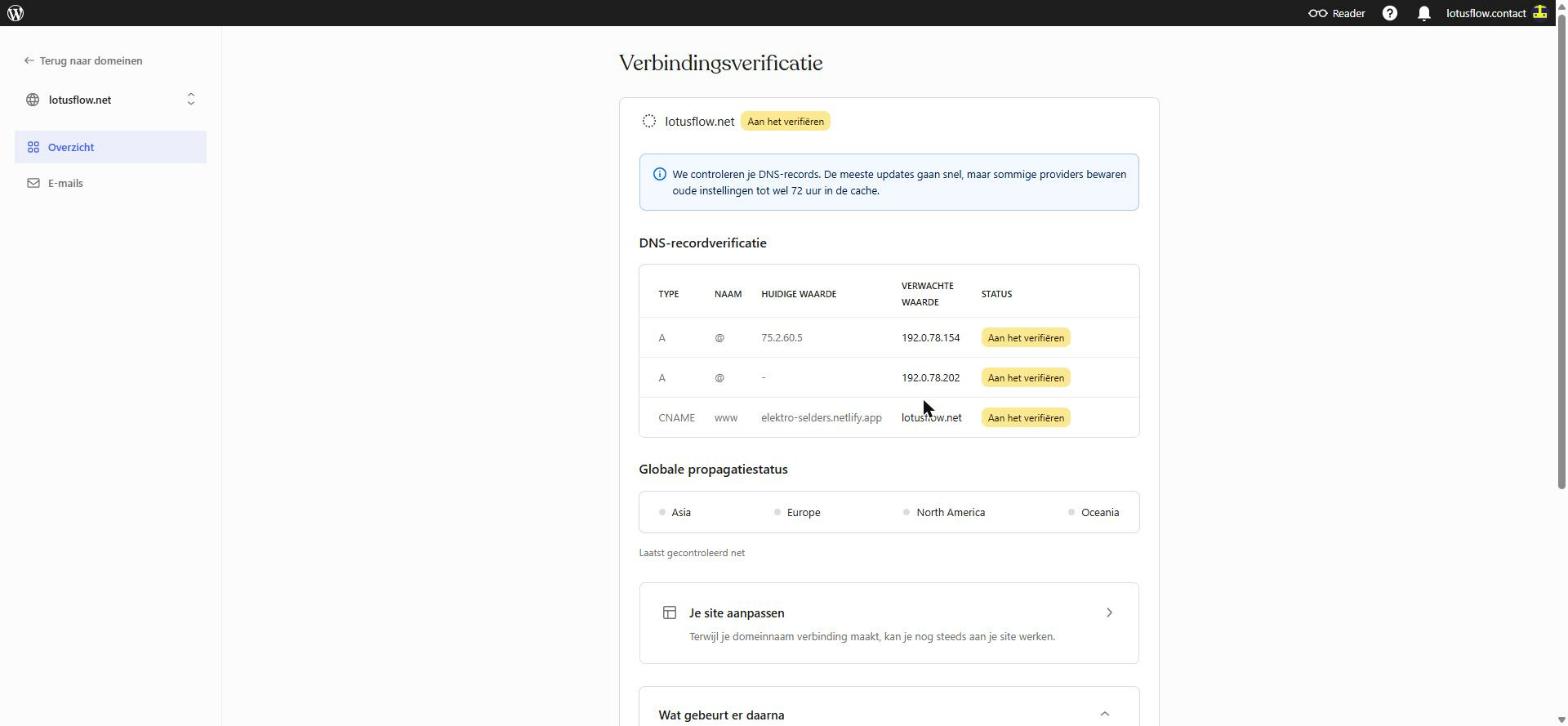 Reader
lotusflow.contact
Terug naar domeinen
lotusflow.net
Overzicht
E-mails
Verbindingsverificatie
lotusflow.net Aan het verifiëren
We controleren je DNS-records. De meeste updates gaan snel, maar sommige providers bewaren
oude instellingen tot wel 72 uur in de cache.
DNS-recordverificatie
TYPE NAAM HUIDIGE WAARDE VERWACHTE WAARDE STATUS
A @ 75.2.60.5 192.0.78.154 Aan het verifiëren
A @ - 192.0.78.202 Aan het verifiëren
CNAME www elektro-selders.netlify.app lotusflow.net Aan het verifiëren
Globale propagatiestatus
Asia Europe North America Oceania
Laatst gecontroleerd net
Je site aanpassen
Terwijl je domeinnaam verbinding maakt, kan je nog steeds aan je site werken.
Wat gebeurt er daarna